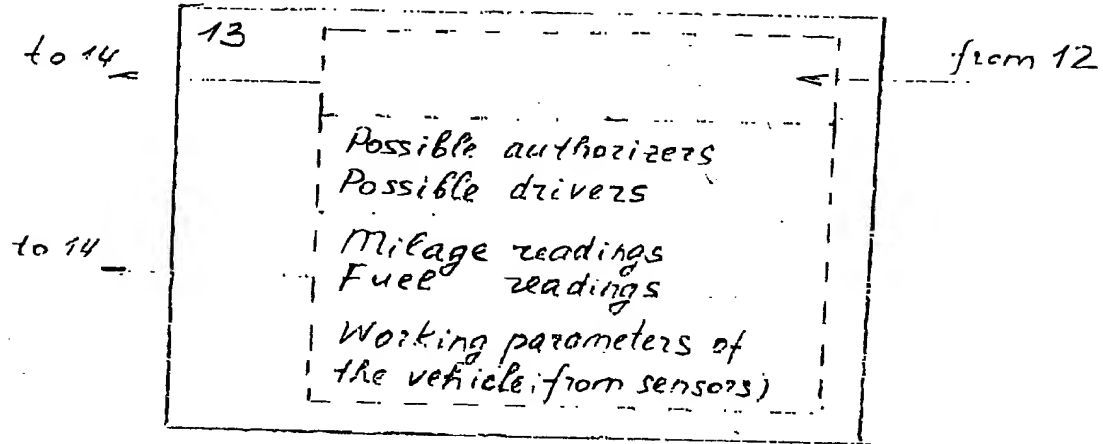 13
to 14
from 12
Possible authorizers
Possible drivers
Milage readings
to 14
Fuel readings
Working parameters of
the vehicle (from sensors)